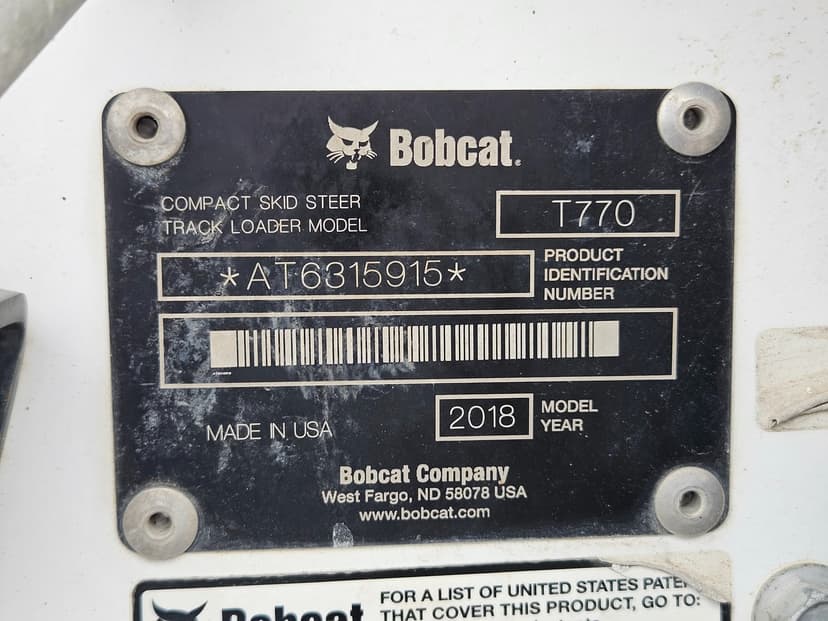 Bobcat.
COMPACT SKID STEER
TRACK LOADER MODEL
T770
*AT6315915*
PRODUCT
IDENTIFICATION
NUMBER
MADE IN USA
2018
MODEL
YEAR
Bobcat Company
West Fargo, ND 58078 USA
www.bobcat.com
Bobcat
FOR A LIST OF UNITED STATES
THAT COVER THIS PRODUCT, GO TO: